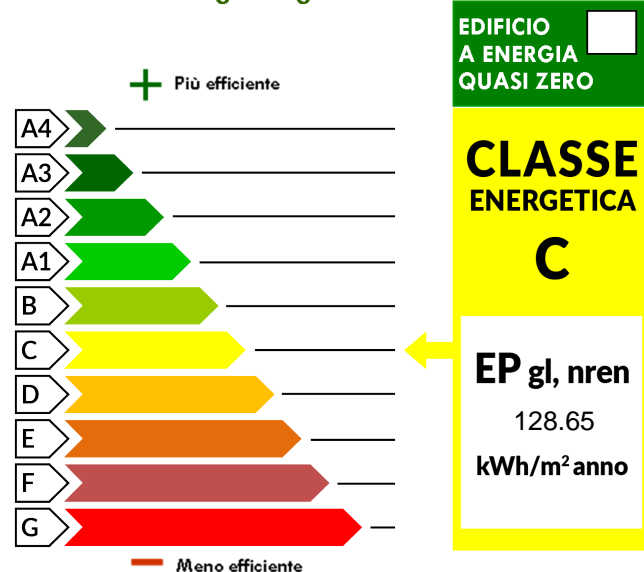 Più efficiente
A4
A3
A2
A1
B
C
D
E
F
G
Meno efficiente
EDIFICIO
A ENERGIA
QUASI ZERO
CLASSE
ENERGETICA
C
EP gl, nren
128.65
kWh/m² anno